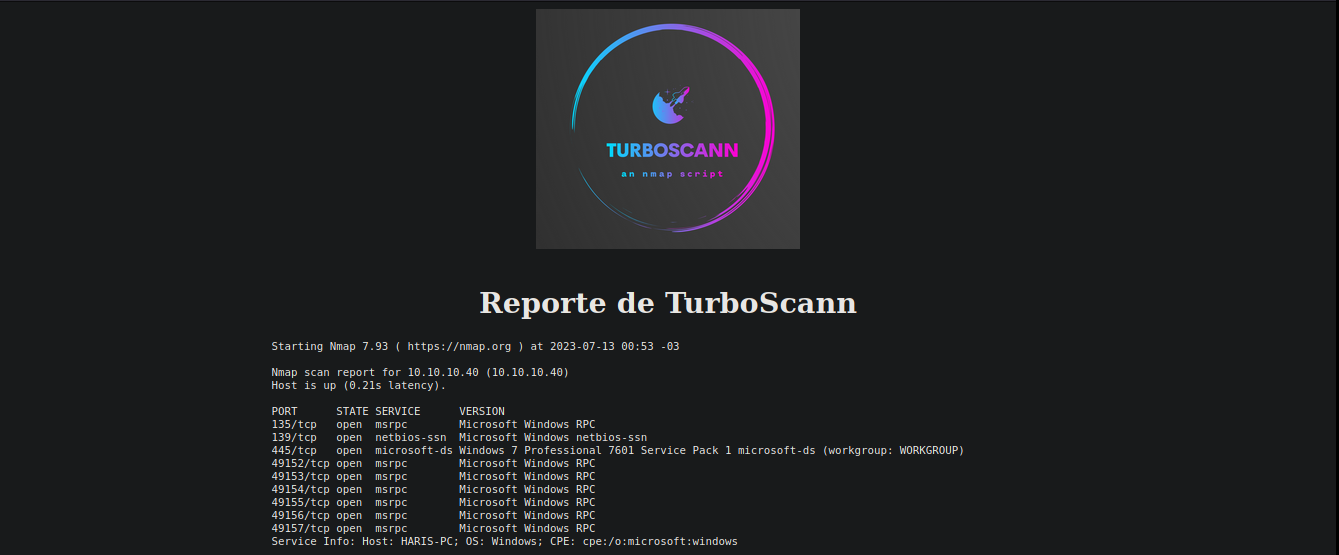 TURBOSCANN
an nmap script
Reporte de TurboScann
Starting Nmap 7.93 ( https://nmap.org ) at 2023-07-13 00:53 -03
Nmap scan report for 10.10.10.40 (10.10.10.40)
Host is up (0.21s latency).
PORT      STATE SERVICE      VERSION
135/tcp   open  msrpc        Microsoft Windows RPC
139/tcp   open  netbios-ssn  Microsoft Windows netbios-ssn
445/tcp   open  microsoft-ds Windows 7 Professional 7601 Service Pack 1 microsoft-ds (workgroup: WORKGROUP)
49152/tcp open  msrpc        Microsoft Windows RPC
49153/tcp open  msrpc        Microsoft Windows RPC
49154/tcp open  msrpc        Microsoft Windows RPC
49155/tcp open  msrpc        Microsoft Windows RPC
49156/tcp open  msrpc        Microsoft Windows RPC
49157/tcp open  msrpc        Microsoft Windows RPC
Service Info: Host: HARIS-PC; OS: Windows; CPE: cpe:/o:microsoft:windows